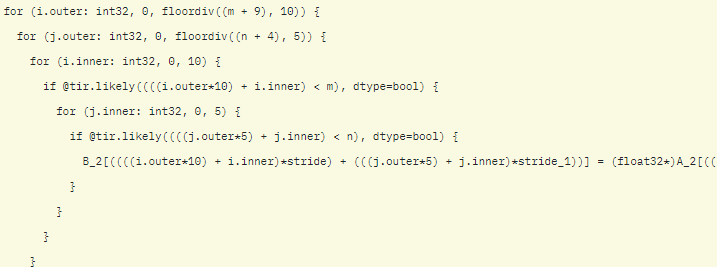 for (i.outer: int32, 0, floordiv((m + 9), 10)) {
  for (j.outer: int32, 0, floordiv((n + 4), 5)) {
    for (i.inner: int32, 0, 10) {
      if @tir.likely((((i.outer*10) + i.inner) < m), dtype=bool) {
        for (j.inner: int32, 0, 5) {
          if @tir.likely((((j.outer*5) + j.inner) < n), dtype=bool) {
            B_2[((((i.outer*10) + i.inner)*stride) + (((j.outer*5) + j.inner)*stride_1))] = (float32*)A_2[((
          }
        }
      }
    }